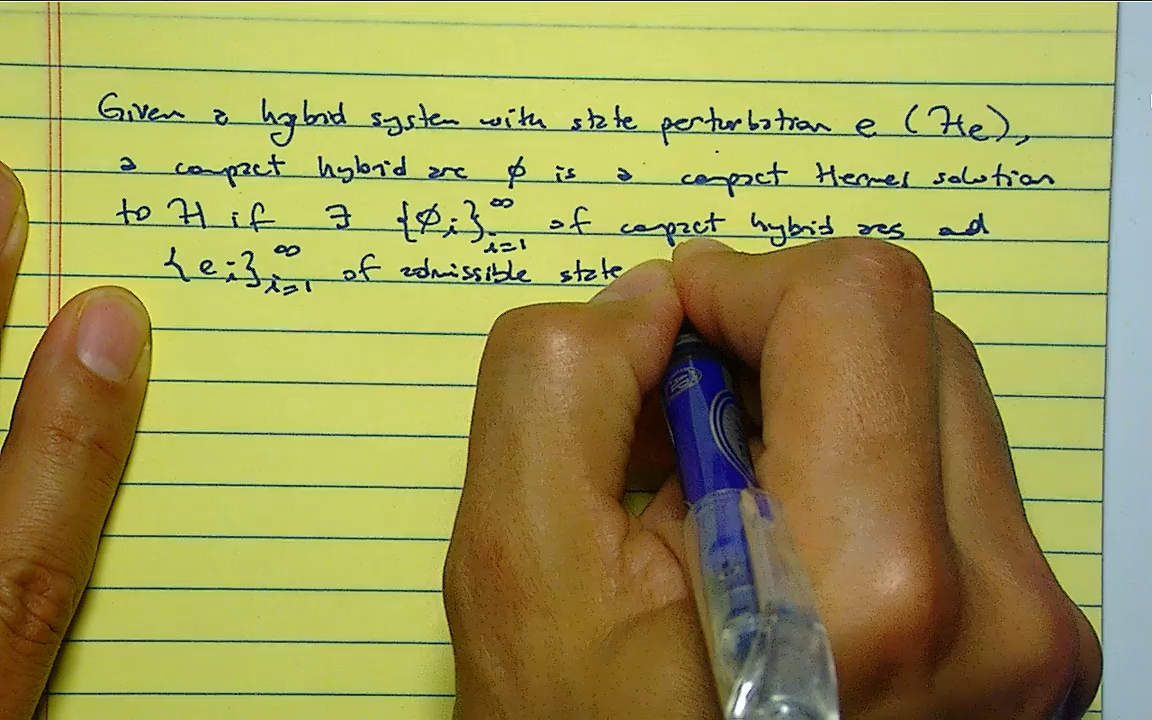 Given a hybrid system with state perturbation e (ℋe),
a compact hybrid arc ϕ is a compact Hermes solution
to ℋ if ∃ {ϕi}∞i=1 of compact hybrid arcs and
{ei}∞i=1 of admissible state